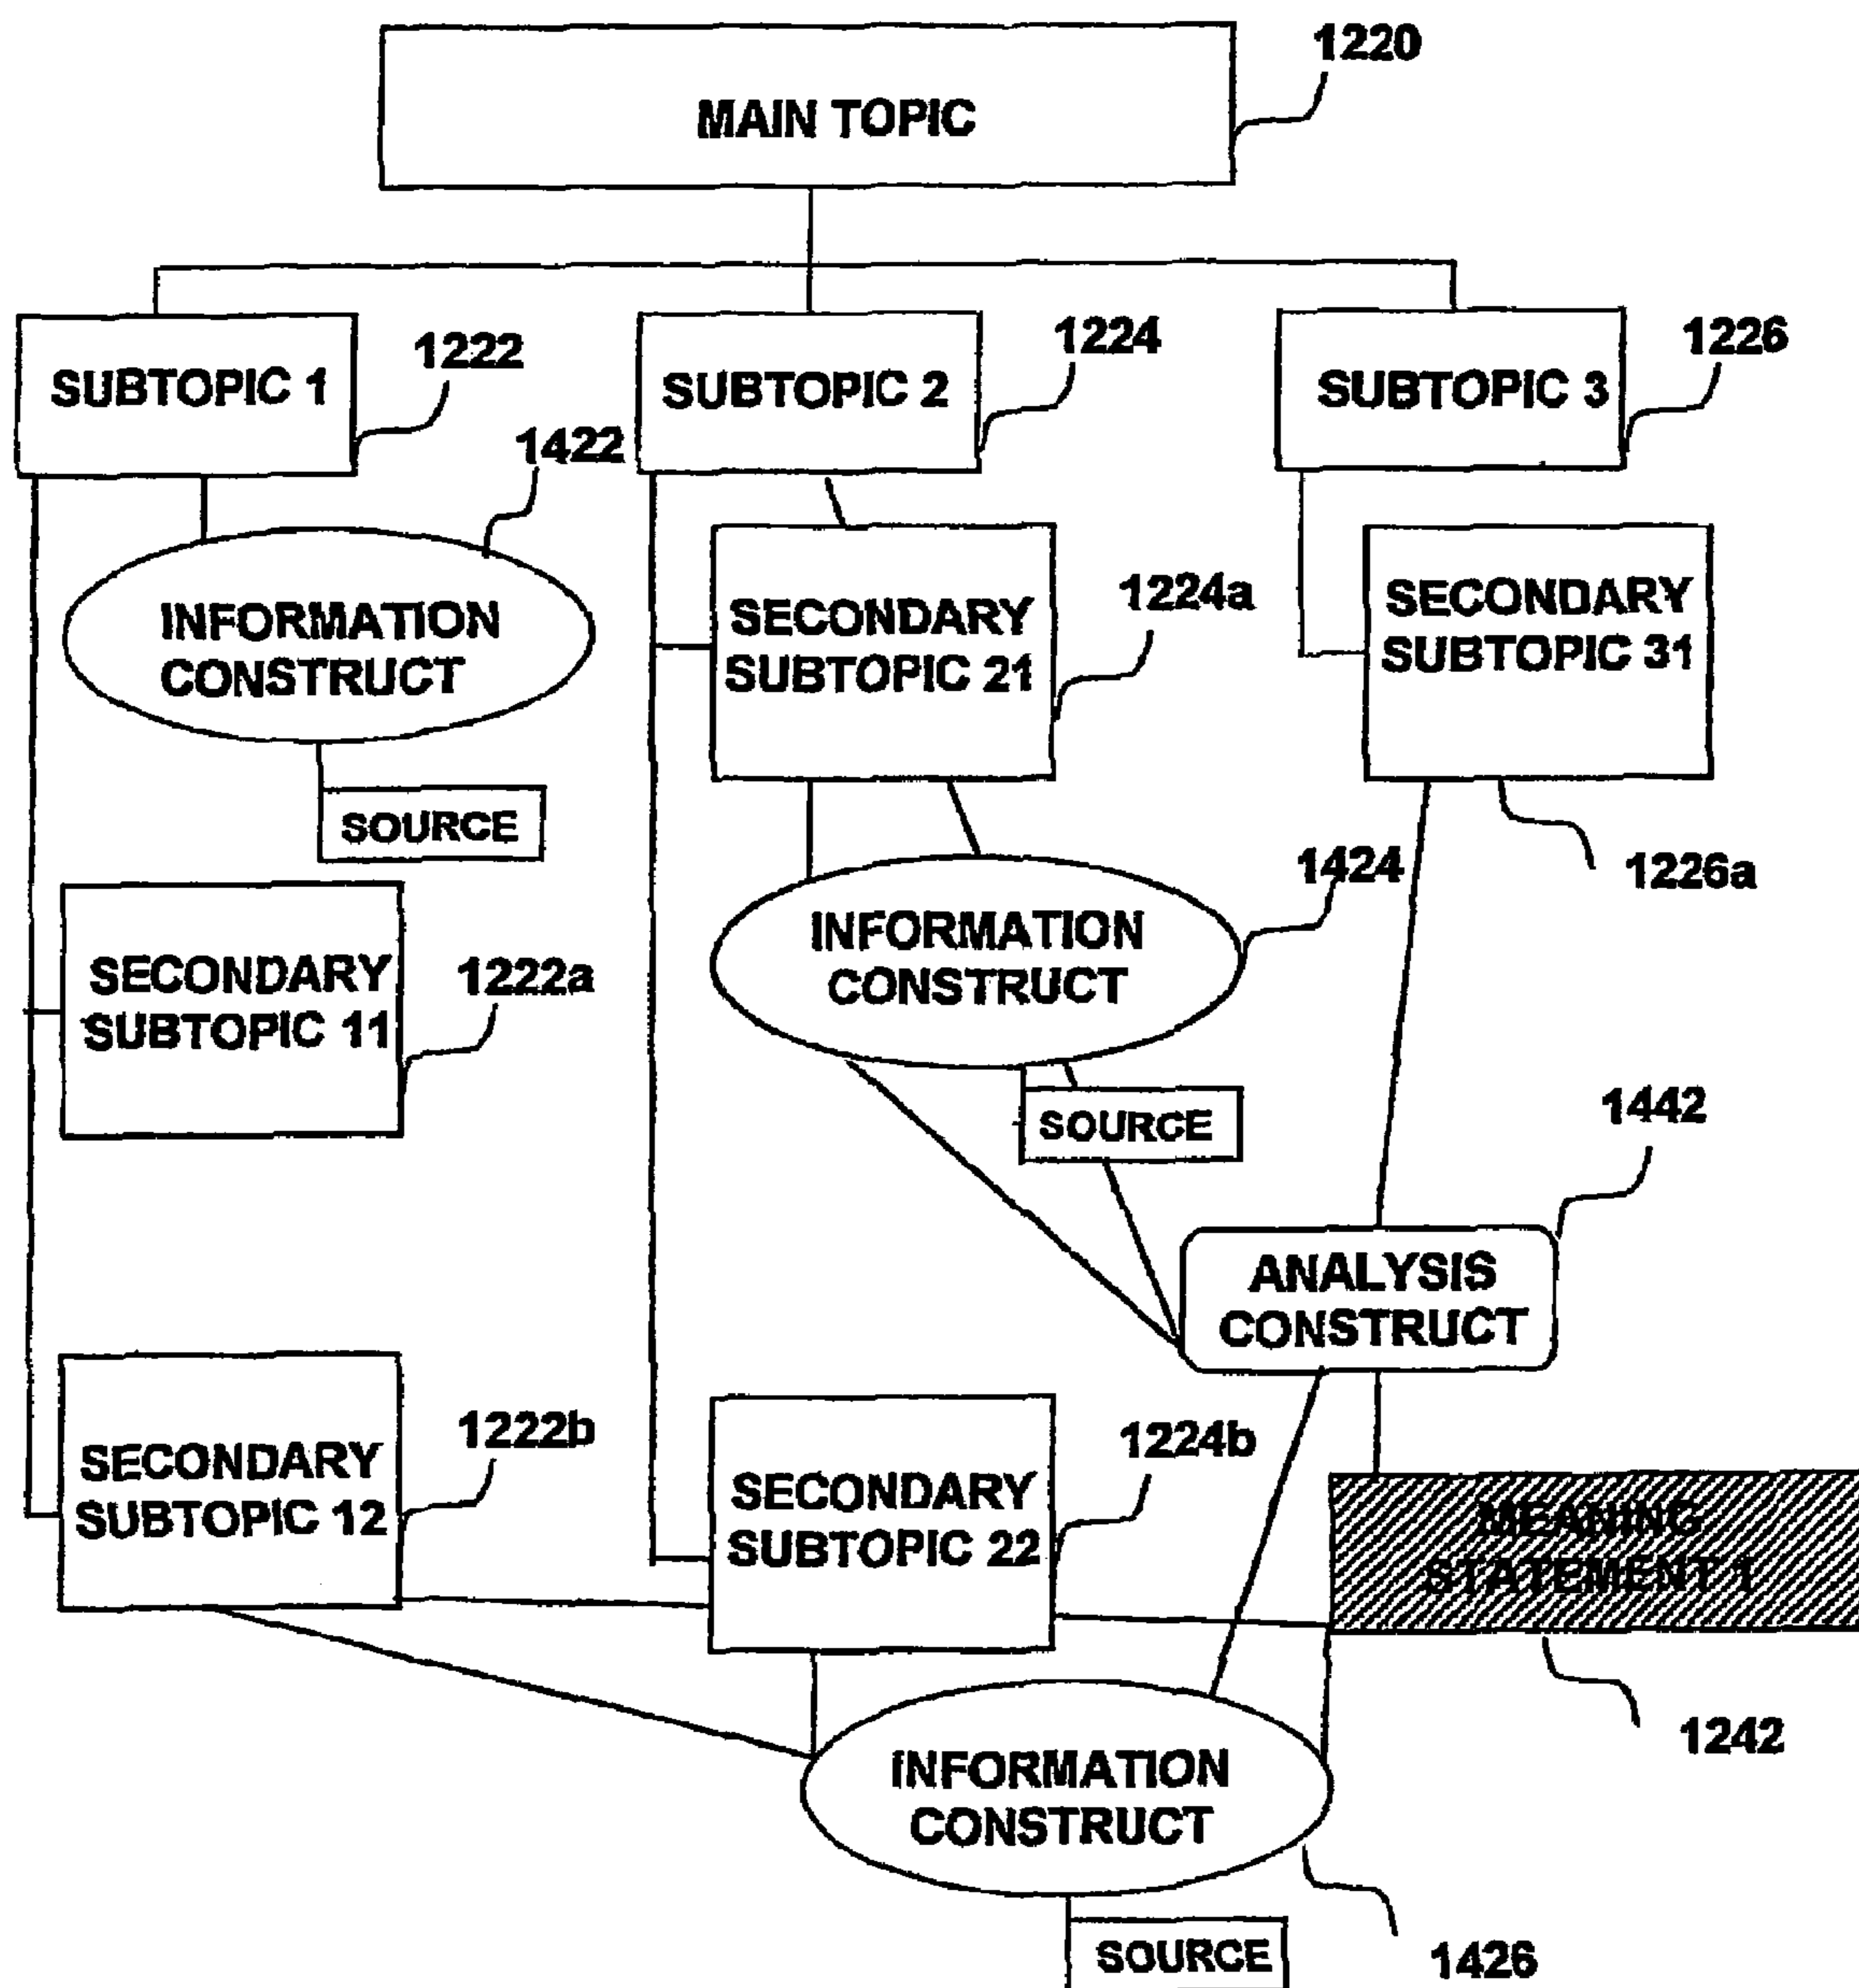 1220
MAIN TOPIC
SUBTOPIC 1
1222
SUBTOPIC 2
1224
SUBTOPIC 3
1226
1422
INFORMATION
CONSTRUCT
SOURCE
SECONDARY
SUBTOPIC 21
1224a
SECONDARY
SUBTOPIC 31
1226a
INFORMATION
CONSTRUCT
1424
SOURCE
SECONDARY
SUBTOPIC 11
1222a
1442
ANALYSIS
CONSTRUCT
SECONDARY
SUBTOPIC 12
1222b
SECONDARY
SUBTOPIC 22
1224b
MEANING
STATEMENT 1
1242
INFORMATION
CONSTRUCT
1426
SOURCE